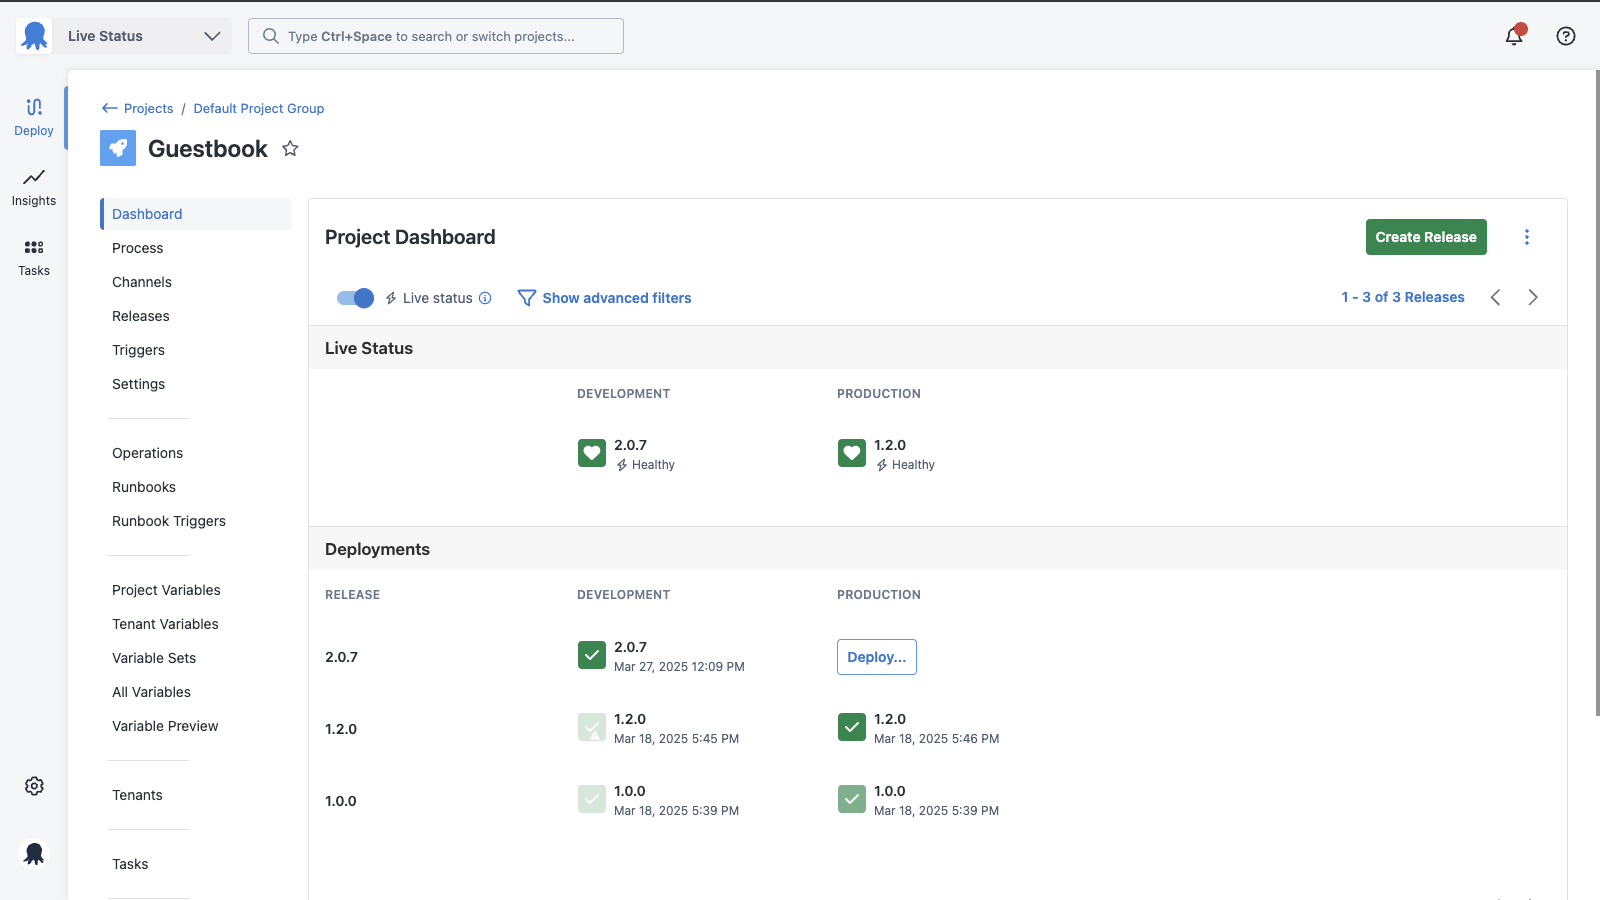 Live Status
Type Ctrl+Space to search or switch projects...
Deploy
Insights
Tasks
Projects / Default Project Group
Guestbook
Dashboard
Process
Channels
Releases
Triggers
Settings
Operations
Runbooks
Runbook Triggers
Project Variables
Tenant Variables
Variable Sets
All Variables
Variable Preview
Tenants
Tasks
Project Dashboard
Create Release
Live status
Show advanced filters
1 - 3 of 3 Releases
Live Status
DEVELOPMENT PRODUCTION
2.0.7 1.2.0
Healthy Healthy
Deployments
RELEASE DEVELOPMENT PRODUCTION
2.0.7
2.0.7
Mar 27, 2025 12:09 PM
Deploy...
1.2.0
1.2.0
Mar 18, 2025 5:45 PM
1.2.0
Mar 18, 2025 5:46 PM
1.0.0
1.0.0
Mar 18, 2025 5:39 PM
1.0.0
Mar 18, 2025 5:39 PM